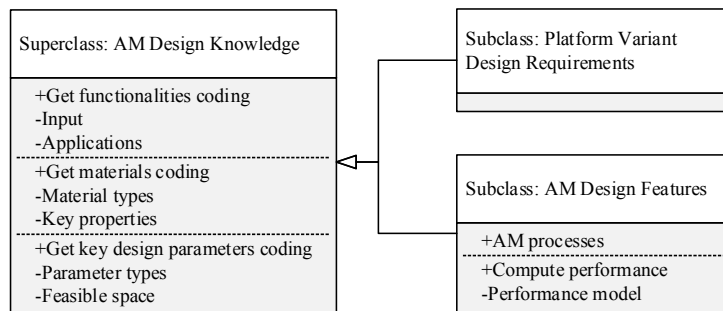 Superclass: AM Design Knowledge
+Get functionalities coding
-Input
-Applications
+Get materials coding
-Material types
-Key properties
+Get key design parameters coding
-Parameter types
-Feasible space
Subclass: Platform Variant
Design Requirements
Subclass: AM Design Features
+AM processes
+Compute performance
-Performance model